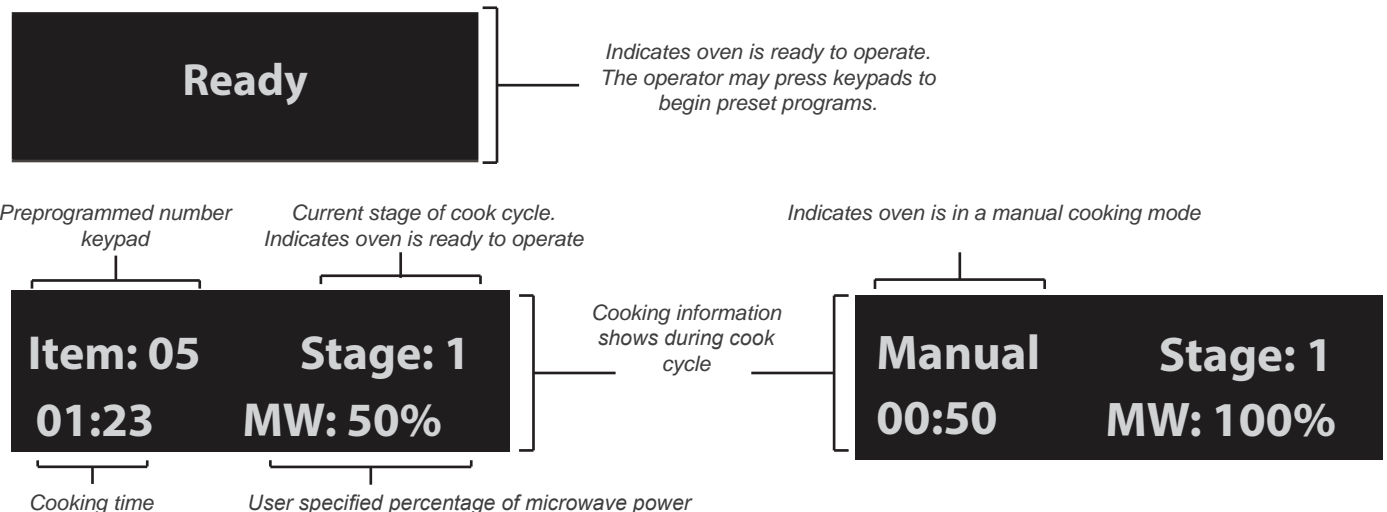 Ready
Indicates oven is ready to operate.
The operator may press keypads to
begin preset programs.
Preprogrammed number
keypad
Current stage of cook cycle.
Indicates oven is ready to operate
Indicates oven is in a manual cooking mode
Item: 05 Stage: 1
01:23 MW: 50%
Cooking information
shows during cook
cycle
Manual Stage: 1
00:50 MW: 100%
Cooking time
User specified percentage of microwave power